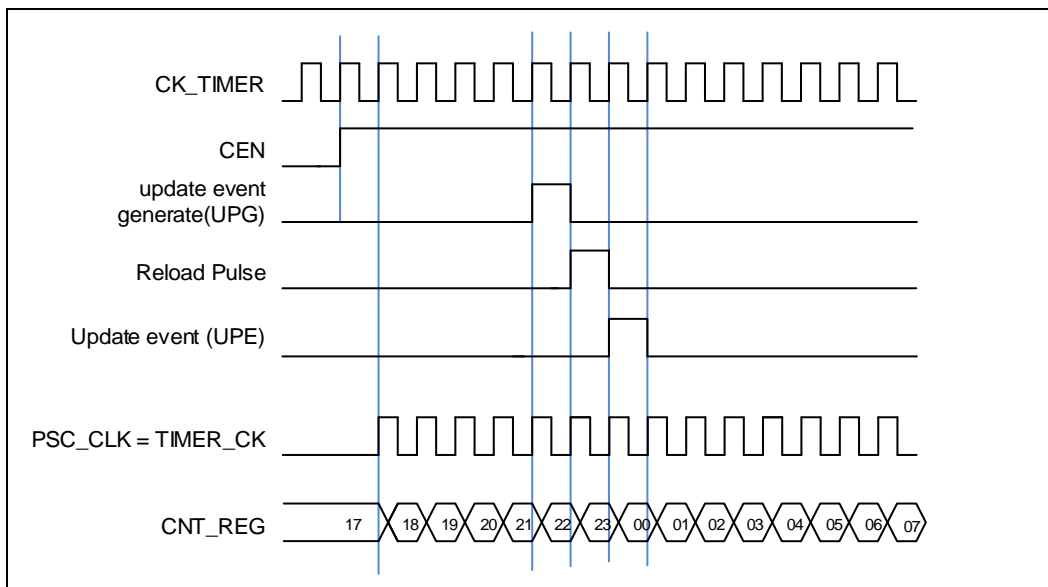 CK_TIMER
CEN
update event
generate(UPG)
Reload Pulse
Update event (UPE)
PSC_CLK = TIMER_CK
CNT_REG 17 18 19 20 21 22 23 00 01 02 03 04 05 06 07